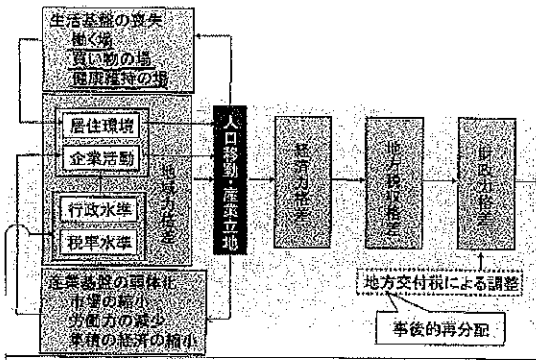 生活基盤の喪失
働く場
買い物の場
健康維持の場
居住環境
企業活動
行政水準
税率水準
地域力格差
産業基盤の弱体化
市場の縮小
労働力の減少
集積の経済の縮小
人口移動・産業立地
経済力格差
地方税収格差
財政力格差
地方交付税による調整
事後的再分配